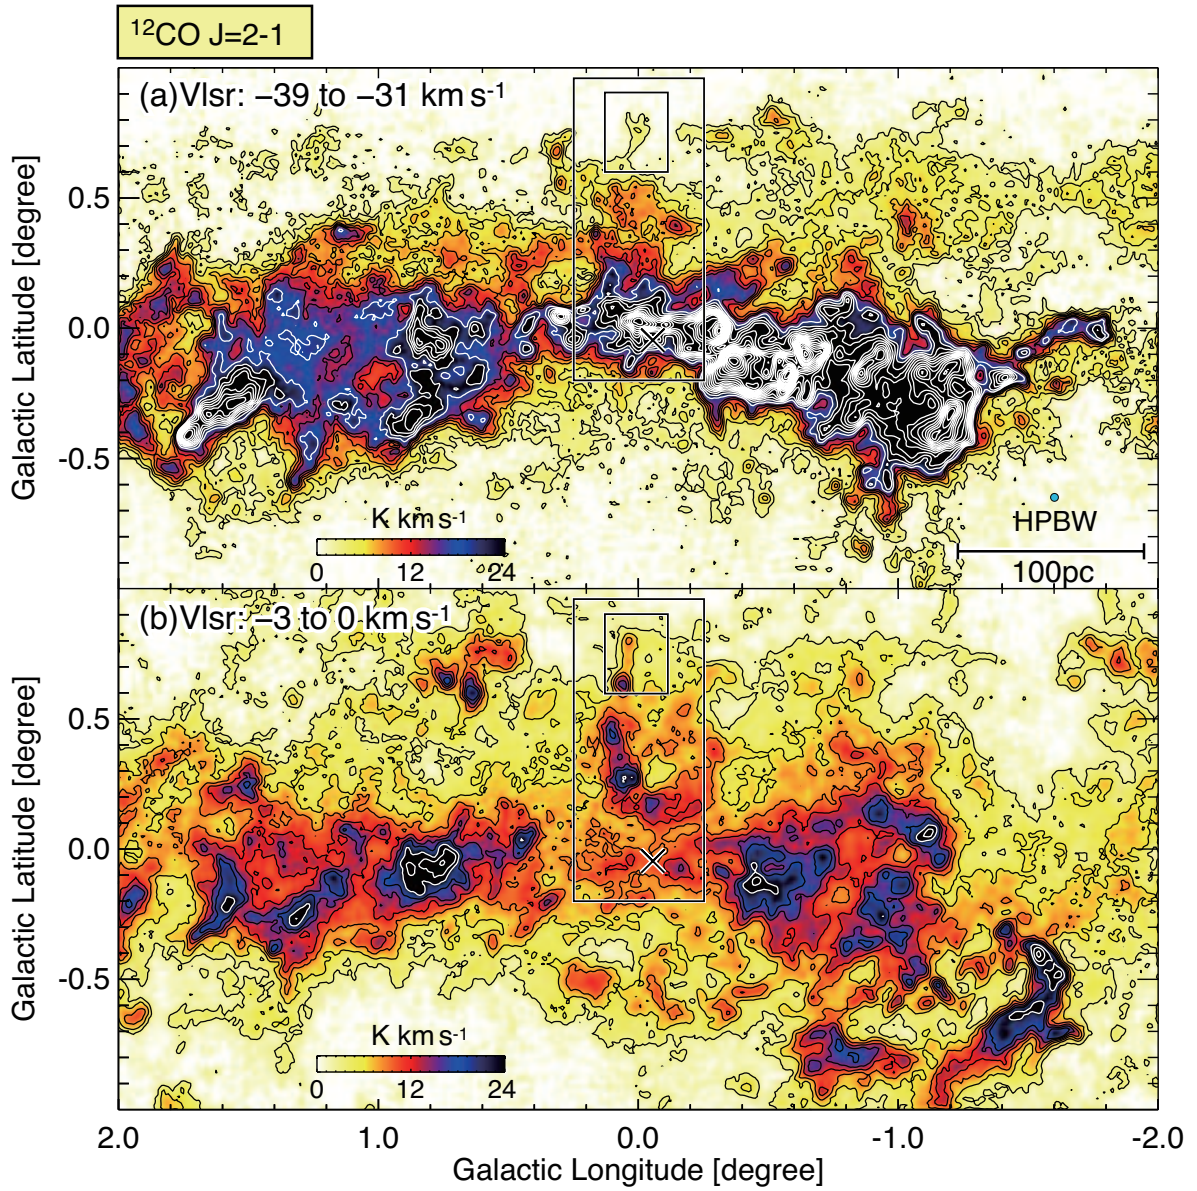 ¹²CO J=2-1
(a)Vlsr: −39 to −31 km s⁻¹
Galactic Latitude [degree]
0.5
0.0
-0.5
K km s⁻¹
0 12 24
HPBW
100pc
(b)Vlsr: −3 to 0 km s⁻¹
Galactic Latitude [degree]
0.5
0.0
-0.5
K km s⁻¹
0 12 24
2.0 1.0 0.0 -1.0 -2.0
Galactic Longitude [degree]